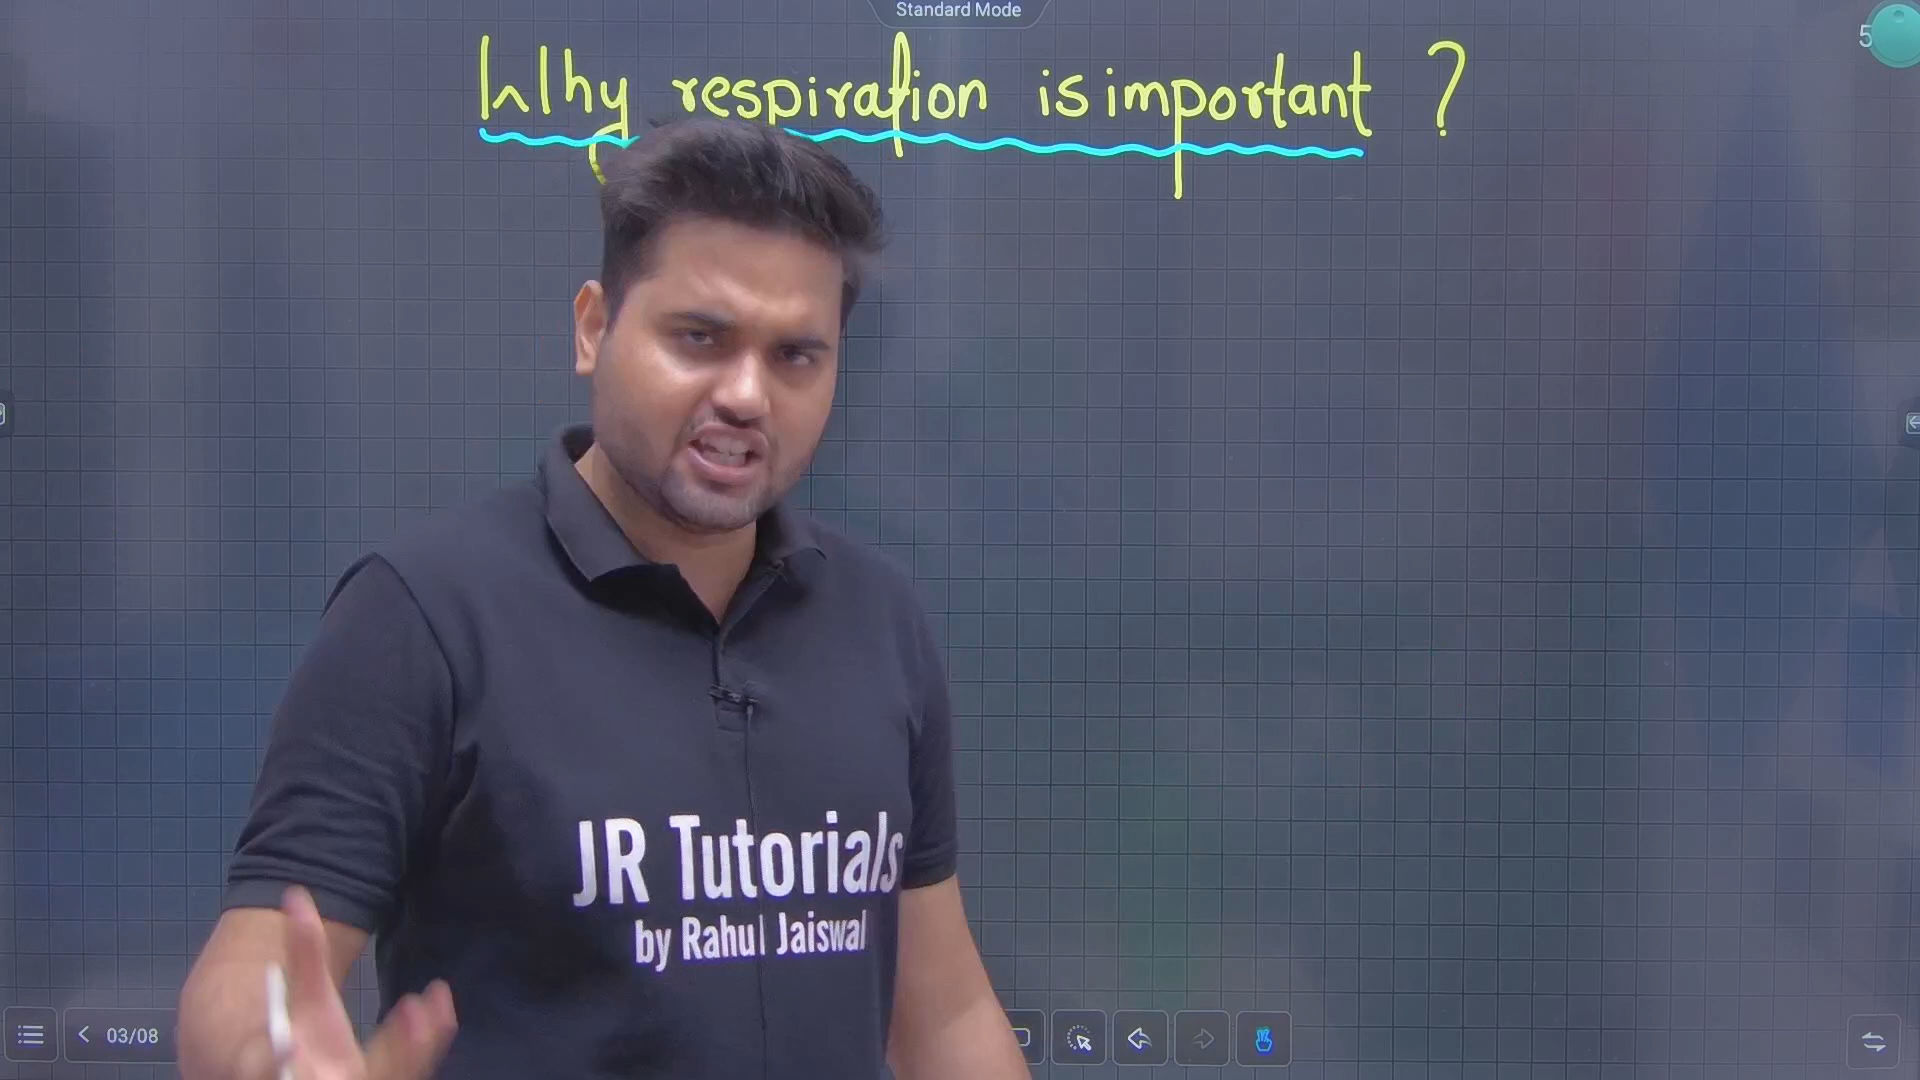 Standard Mode
5
Why respiration is important ?
JR Tutorials
by Rahul Jaiswal
03/08